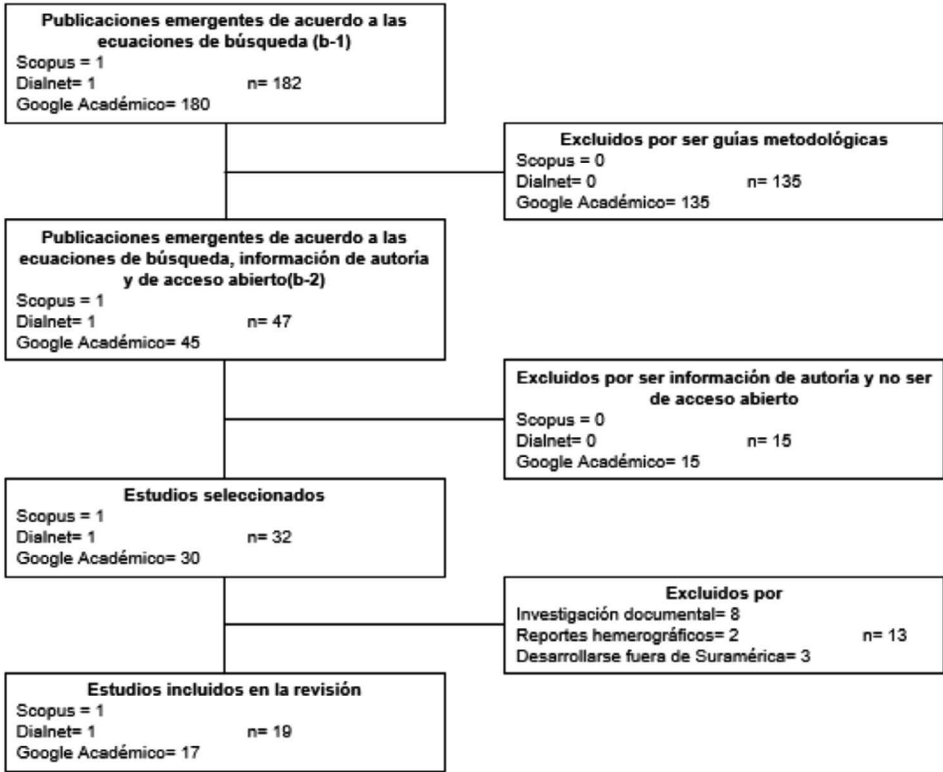 Publicaciones emergentes de acuerdo a las
ecuaciones de búsqueda (b-1)
Scopus = 1
Dialnet= 1 n= 182
Google Académico= 180
Excluidos por ser guías metodológicas
Scopus = 0
Dialnet= 0 n= 135
Google Académico= 135
Publicaciones emergentes de acuerdo a las
ecuaciones de búsqueda, información de autoría
y de acceso abierto(b-2)
Scopus = 1
Dialnet= 1 n= 47
Google Académico= 45
Excluidos por ser información de autoría y no ser
de acceso abierto
Scopus = 0
Dialnet= 0 n= 15
Google Académico= 15
Estudios seleccionados
Scopus = 1
Dialnet= 1 n= 32
Google Académico= 30
Excluidos por
Investigación documental= 8
Reportes hemerográficos= 2 n= 13
Desarrollarse fuera de Suramérica= 3
Estudios incluidos en la revisión
Scopus = 1
Dialnet= 1 n= 19
Google Académico= 17